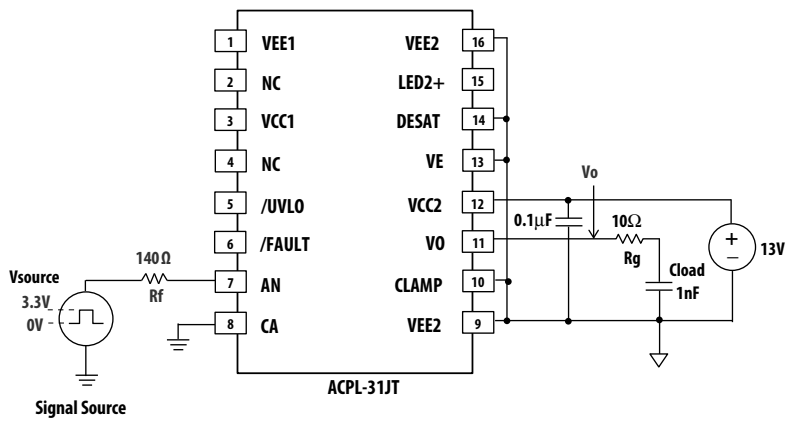 1 VEE1 VEE2 16
2 NC LED2+ 15
3 VCC1 DESAT 14
4 NC VE 13
5 /UVLO VCC2 12
6 /FAULT VO 11
7 AN CLAMP 10
8 CA VEE2 9
ACPL-31JT
Vsource
3.3V
0V
140Ω
Rf
Signal Source
Vo
0.1μF
10Ω
Rg
Cload
1nF
+
−
13V